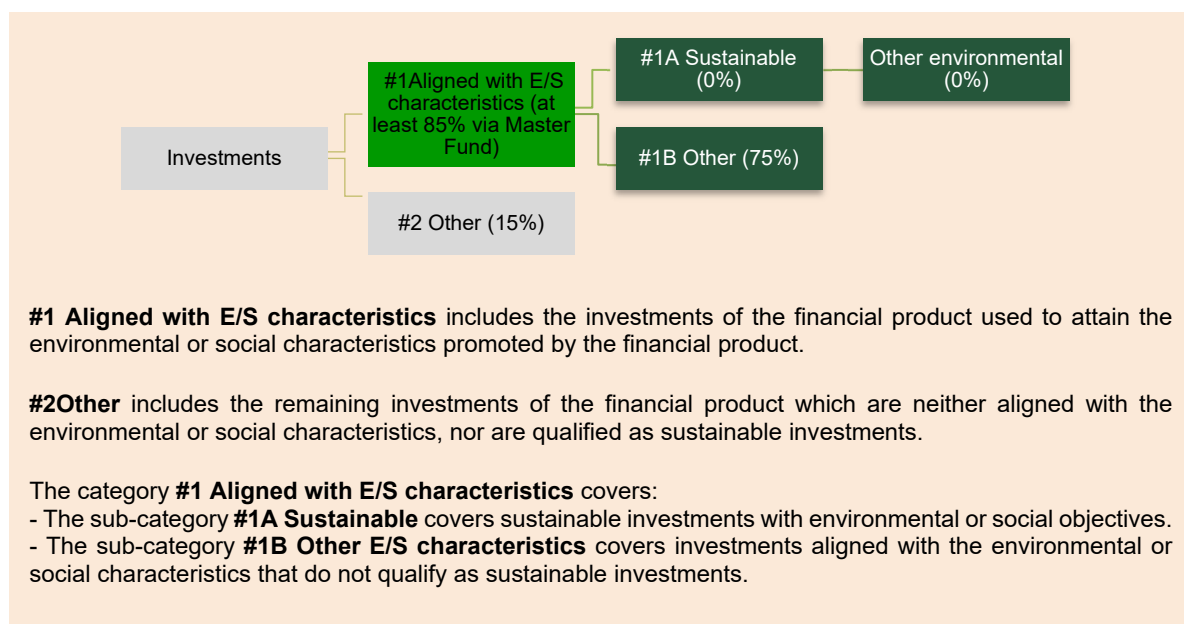 #1A Sustainable
(0%)
Other environmental
(0%)
#1Aligned with E/S
characteristics (at
least 85% via Master
Fund)
Investments
#1B Other (75%)
#2 Other (15%)
#1 Aligned with E/S characteristics includes the investments of the financial product used to attain the
environmental or social characteristics promoted by the financial product.
#2Other includes the remaining investments of the financial product which are neither aligned with the
environmental or social characteristics, nor are qualified as sustainable investments.
The category #1 Aligned with E/S characteristics covers:
- The sub-category #1A Sustainable covers sustainable investments with environmental or social objectives.
- The sub-category #1B Other E/S characteristics covers investments aligned with the environmental or
social characteristics that do not qualify as sustainable investments.